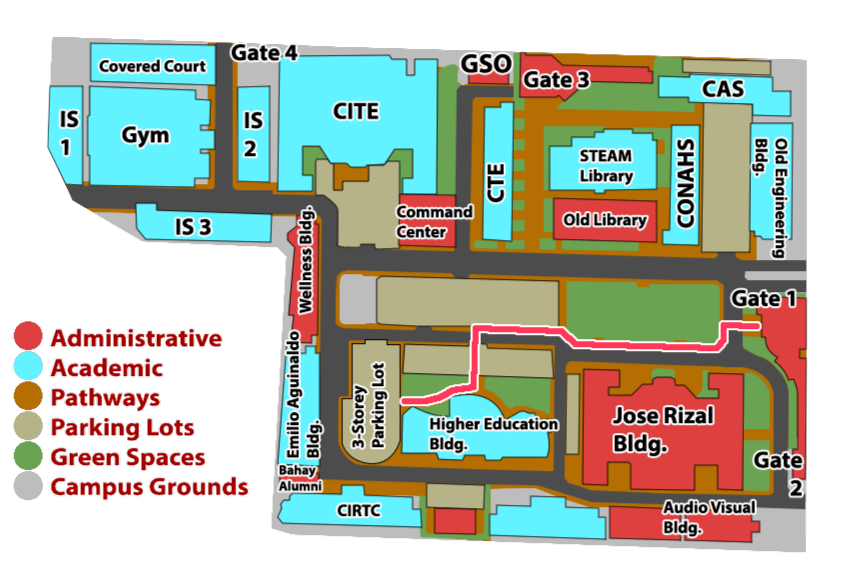 Gate 4
GSO
Covered Court
Gate 3
CAS
IS
1
Gym
IS
2
CITE
CTE
STEAM
Library
CONAHS
Old Engineering
Bldg.
Old Library
Command
Center
IS 3
Wellness Bldg.
Gate 1
Administrative
Academic
Pathways
Parking Lots
Green Spaces
Campus Grounds
Emilio Aguinaldo
Bldg.
3-Storey
Parking Lot
Higher Education
Bldg.
Jose Rizal
Bldg.
Gate
2
Bahay
Alumni
CIRTC
Audio Visual
Bldg.